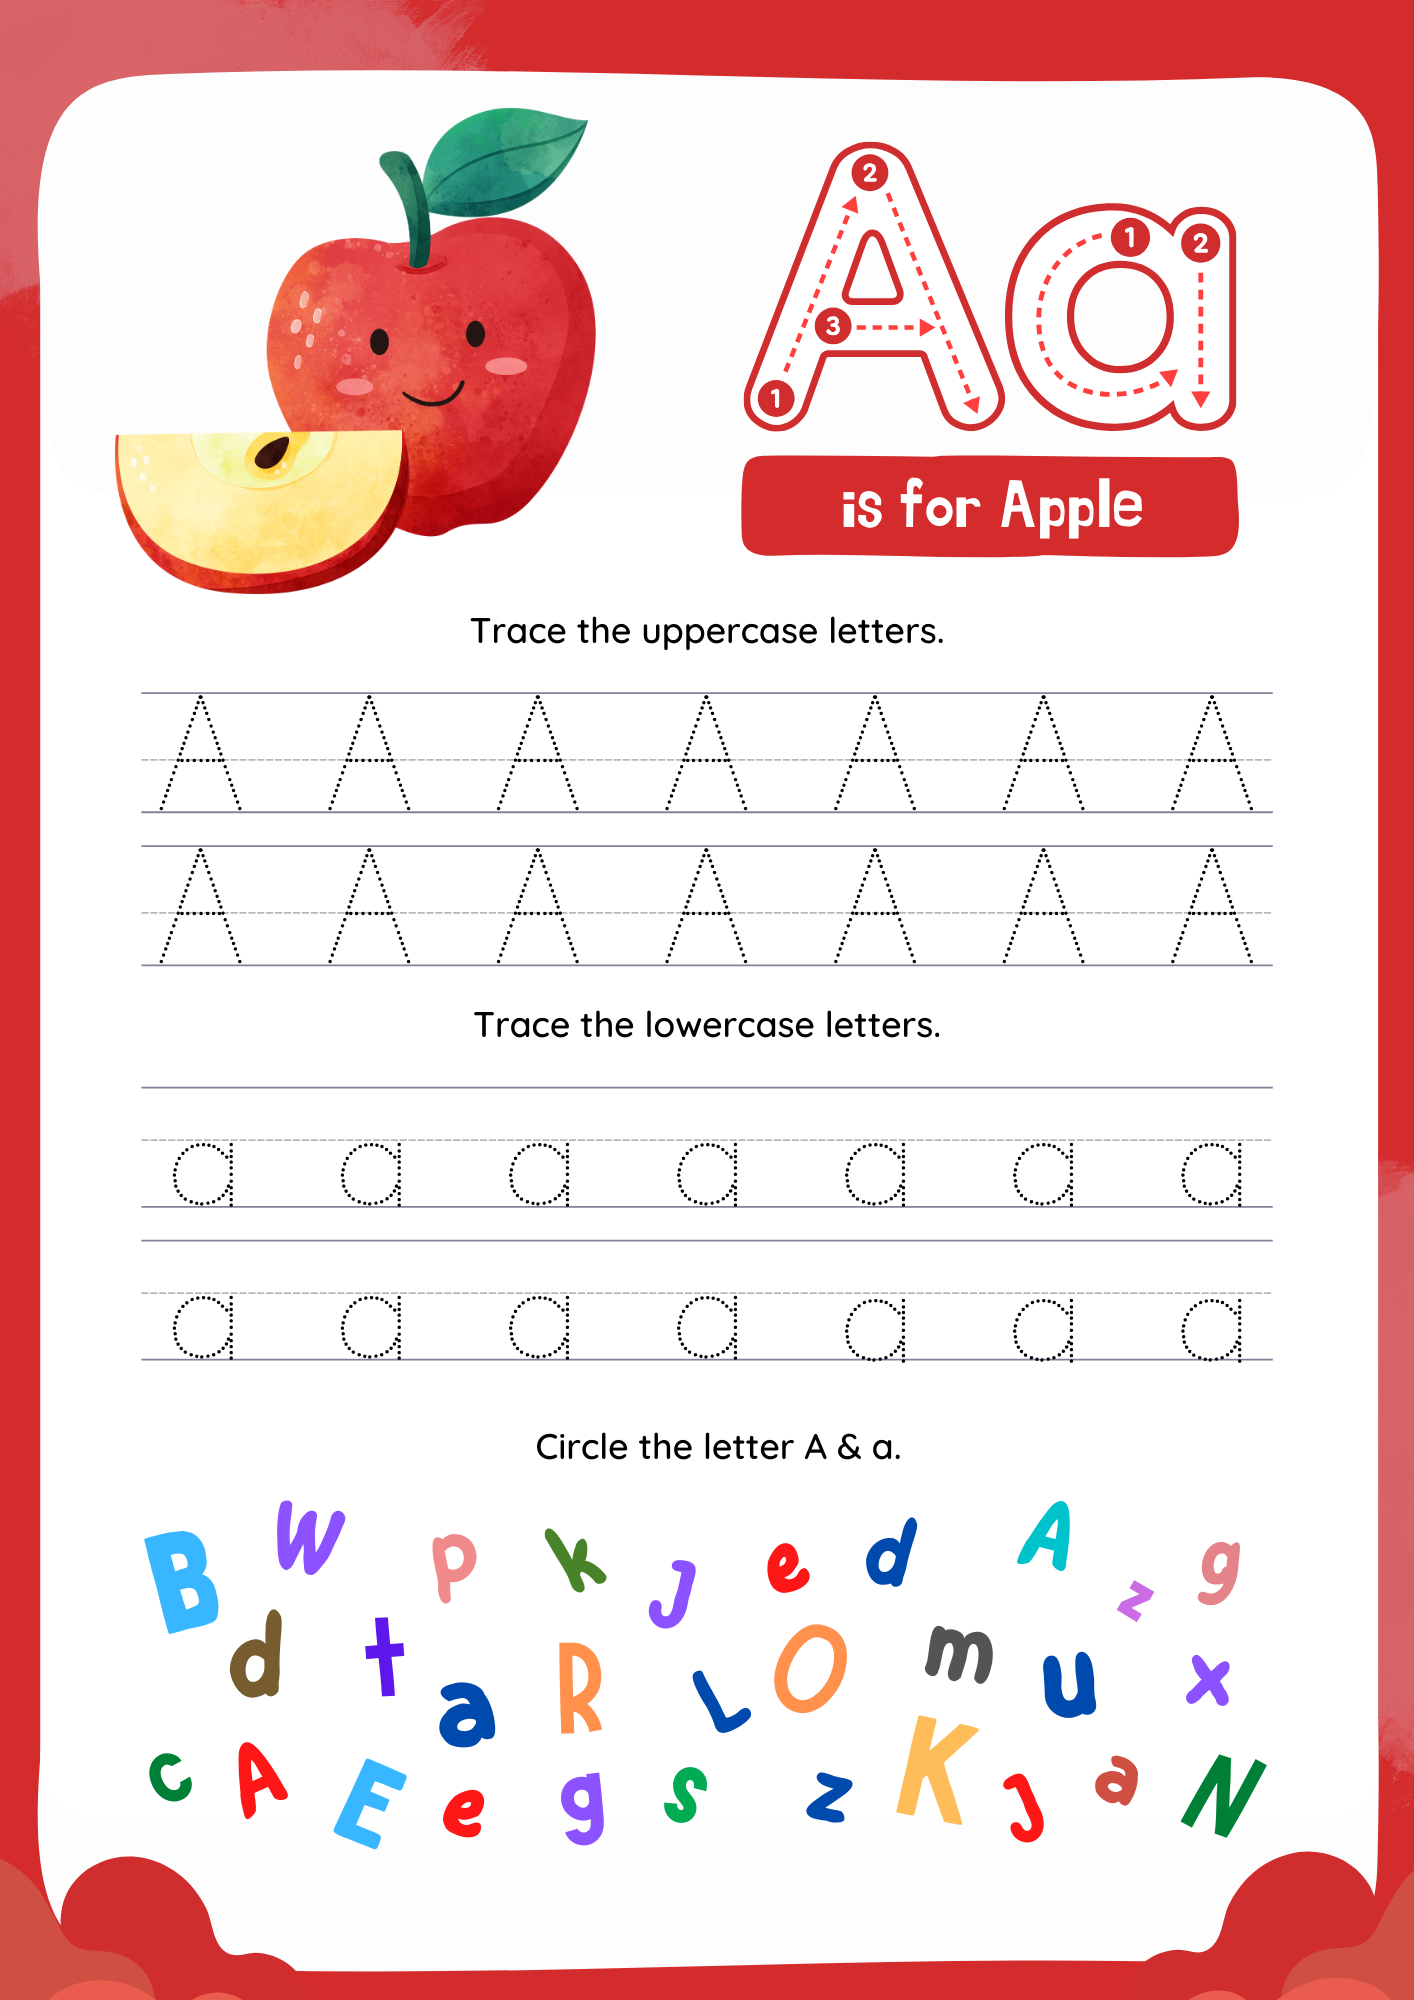 Aa
1 2 3 1 2
is for Apple
Trace the uppercase letters.
A A A A A A A
A A A A A A A
Trace the lowercase letters.
a a a a a a a
a a a a a a a
Circle the letter A & a.
B W p k J e d A z g
d t a R L O m u x
c A E e g s z K J a N